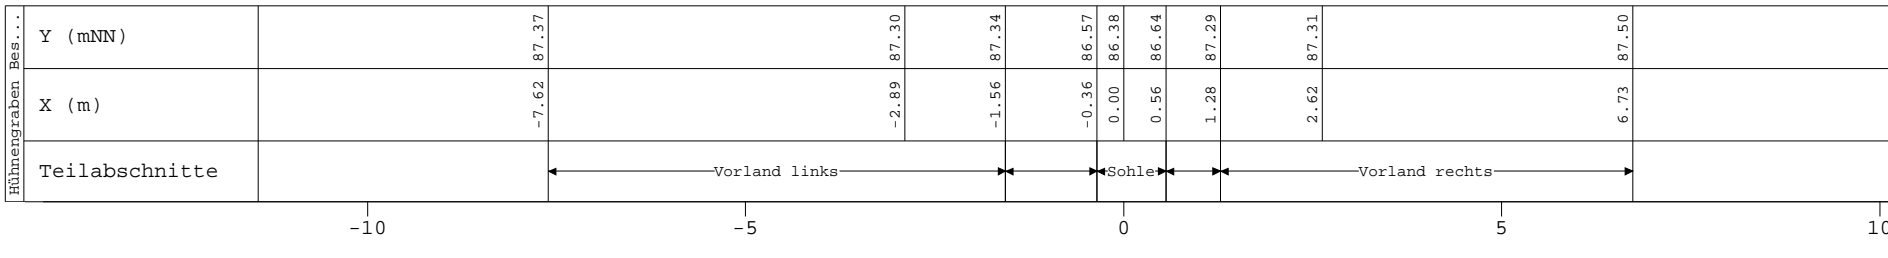 Hühnengraben Bes...
Y (mNN) 87.37 87.30 87.34 86.57 86.38 86.64 87.29 87.31 87.50
X (m) -7.62 -2.89 -1.56 -0.36 0.00 0.56 1.28 2.62 6.73
Teilabschnitte Vorland links Sohle Vorland rechts
-10 -5 0 5 10